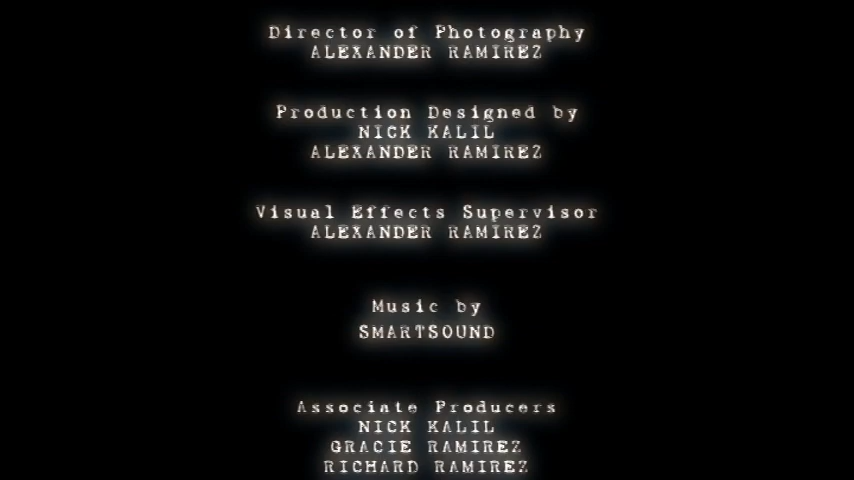 Director of Photography
ALEXANDER RAMIREZ
Production Designed by
NICK KALIL
ALEXANDER RAMIREZ
Visual Effects Supervisor
ALEXANDER RAMIREZ
Music by
SMARTSOUND
Associate Producers
NICK KALIL
GRACIE RAMIREZ
RICHARD RAMIREZ